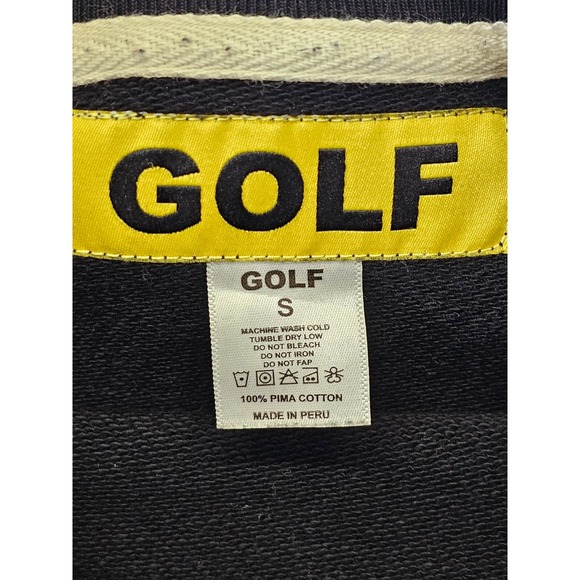 GOLF
GOLF
S
MACHINE WASH COLD
TUMBLE DRY LOW
DO NOT BLEACH
DO NOT IRON
DO NOT FAP
100% PIMA COTTON
MADE IN PERU